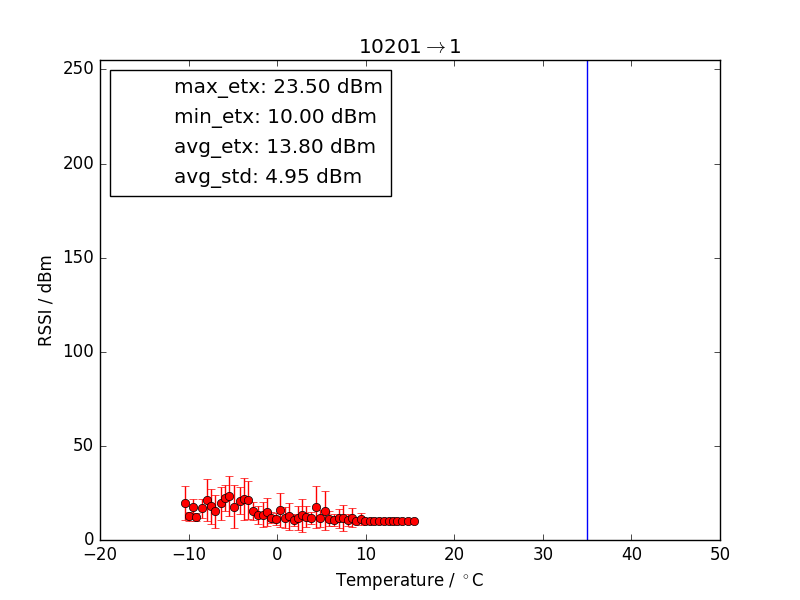 10201→1
max_etx: 23.50 dBm
min_etx: 10.00 dBm
avg_etx: 13.80 dBm
avg_std: 4.95 dBm
250
200
150
100
50
0
RSSI / dBm
−20 −10 0 10 20 30 40 50
Temperature / °C